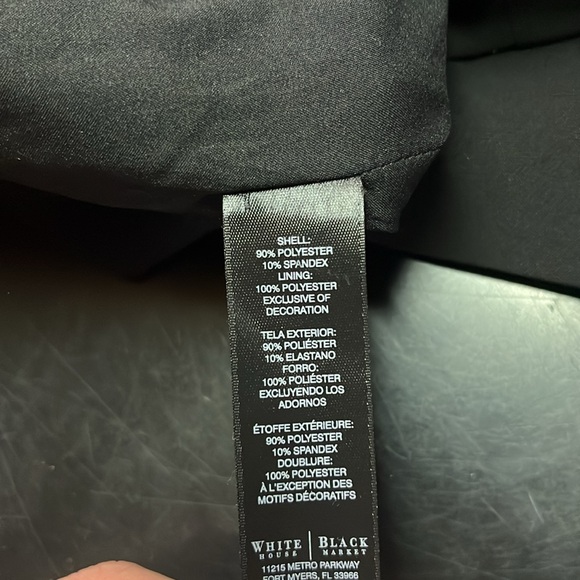 SHELL:
90% POLYESTER
10% SPANDEX
LINING:
100% POLYESTER
EXCLUSIVE OF
DECORATION
TELA EXTERIOR:
90% POLIÉSTER
10% ELASTANO
FORRO:
100% POLIÉSTER
EXCLUYENDO LOS
ADORNOS
ÉTOFFE EXTÉRIEURE:
90% POLYESTER
10% SPANDEX
DOUBLURE:
100% POLYESTER
À L'EXCEPTION DES
MOTIFS DÉCORATIFS
WHITE | BLACK
HOUSE | MARKET
11215 METRO PARKWAY
FORT MYERS, FL 33966